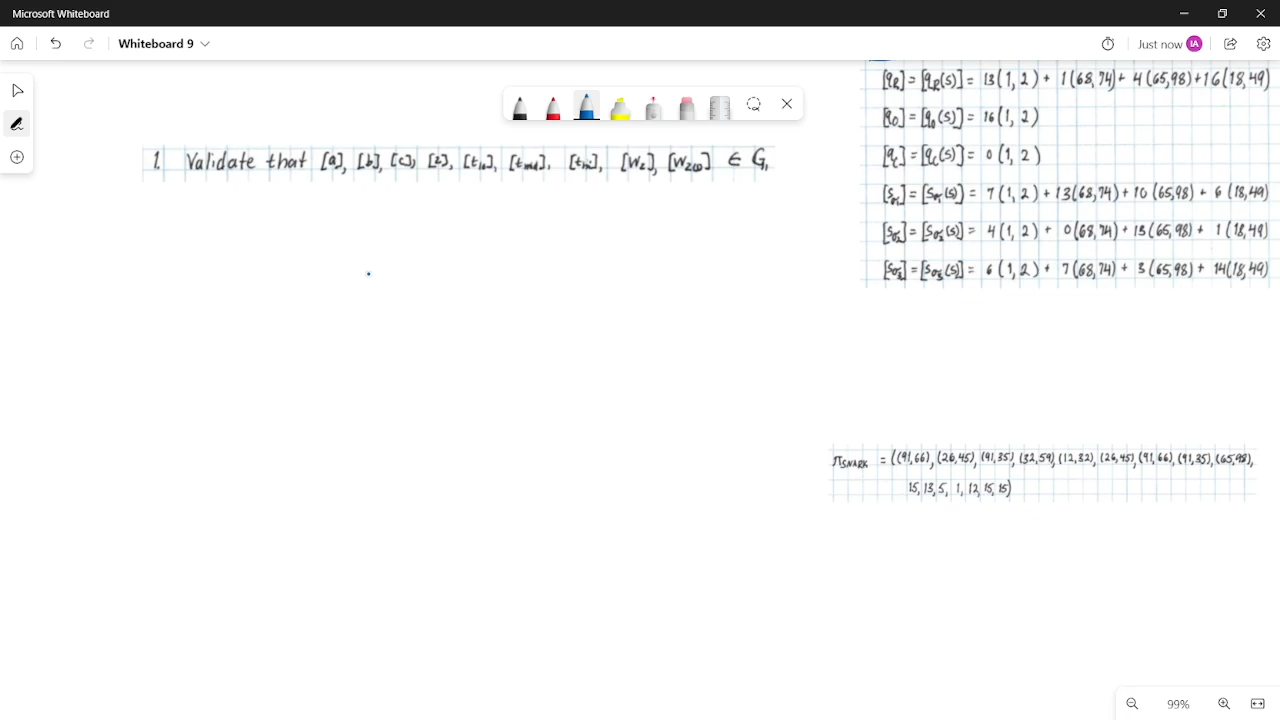 Microsoft Whiteboard
Whiteboard 9
Just now IA
[q_R] = [q_R(s)] = 13(1, 2) + 1(68,74) + 4(65,98) + 16(18,49)
[q_O] = [q_O(s)] = 16(1, 2)
[q_C] = [q_C(s)] = 0(1, 2)
[S_σ1] = [S_σ1(s)] = 7(1, 2) + 13(68,74) + 10(65,98) + 6(18,49)
[S_σ2] = [S_σ2(s)] = 4(1, 2) + 0(68,74) + 13(65,98) + 1(18,49)
[S_σ3] = [S_σ3(s)] = 6(1, 2) + 7(68,74) + 3(65,98) + 14(18,49)
1. Validate that [a], [b], [c], [z], [t_lo], [t_mid], [t_hi], [W_z], [W_zω] ∈ G_1
π_SNARK = ((91,66), (26,45), (91,35), (32,59), (12,32), (26,45), (91,66), (91,35), (65,98),
15, 13, 5, 1, 12, 15, 15)
99%